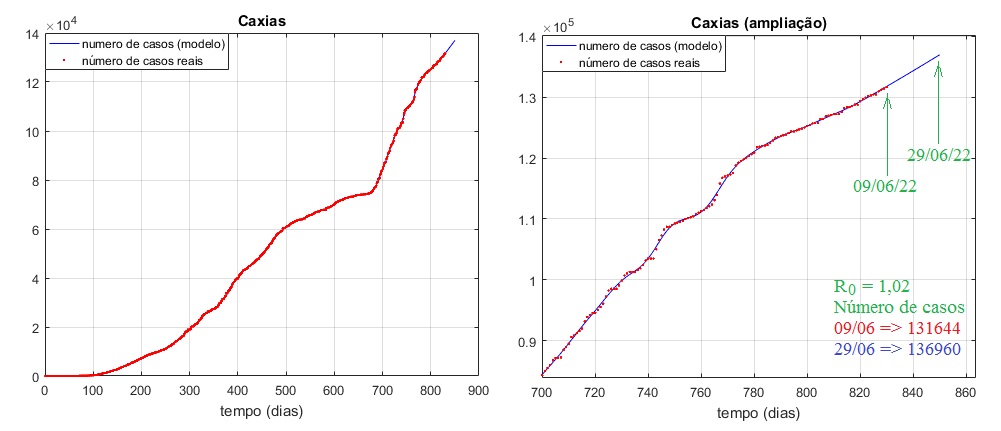 Caxias
×10⁴
numero de casos (modelo)
número de casos reais
14
12
10
8
6
4
2
0
0 100 200 300 400 500 600 700 800 900
tempo (dias)
Caxias (ampliação)
×10⁵
numero de casos (modelo)
número de casos reais
1.4
1.3
1.2
1.1
1
0.9
29/06/22
09/06/22
R₀ = 1,02
Número de casos
09/06 => 131644
29/06 => 136960
700 720 740 760 780 800 820 840 860
tempo (dias)